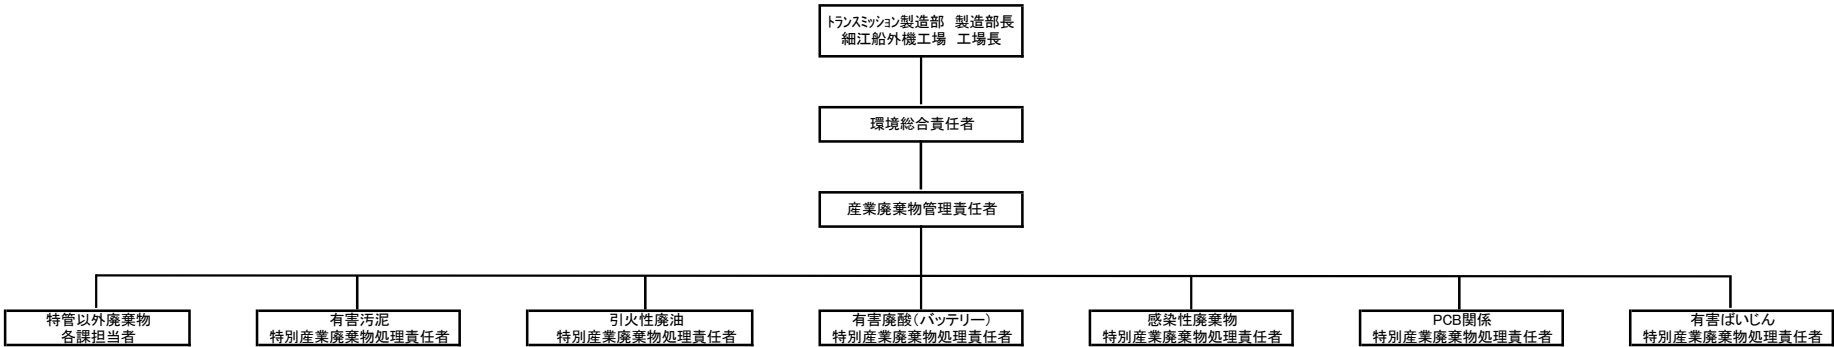 ﾄﾗﾝｽﾐｯｼｮﾝ製造部　製造部長
細江船外機工場　工場長
環境総合責任者
産業廃棄物管理責任者
特管以外廃棄物
各課担当者
有害汚泥
特別産業廃棄物処理責任者
引火性廃油
特別産業廃棄物処理責任者
有害廃酸（バッテリー）
特別産業廃棄物処理責任者
感染性廃棄物
特別産業廃棄物処理責任者
PCB関係
特別産業廃棄物処理責任者
有害ばいじん
特別産業廃棄物処理責任者